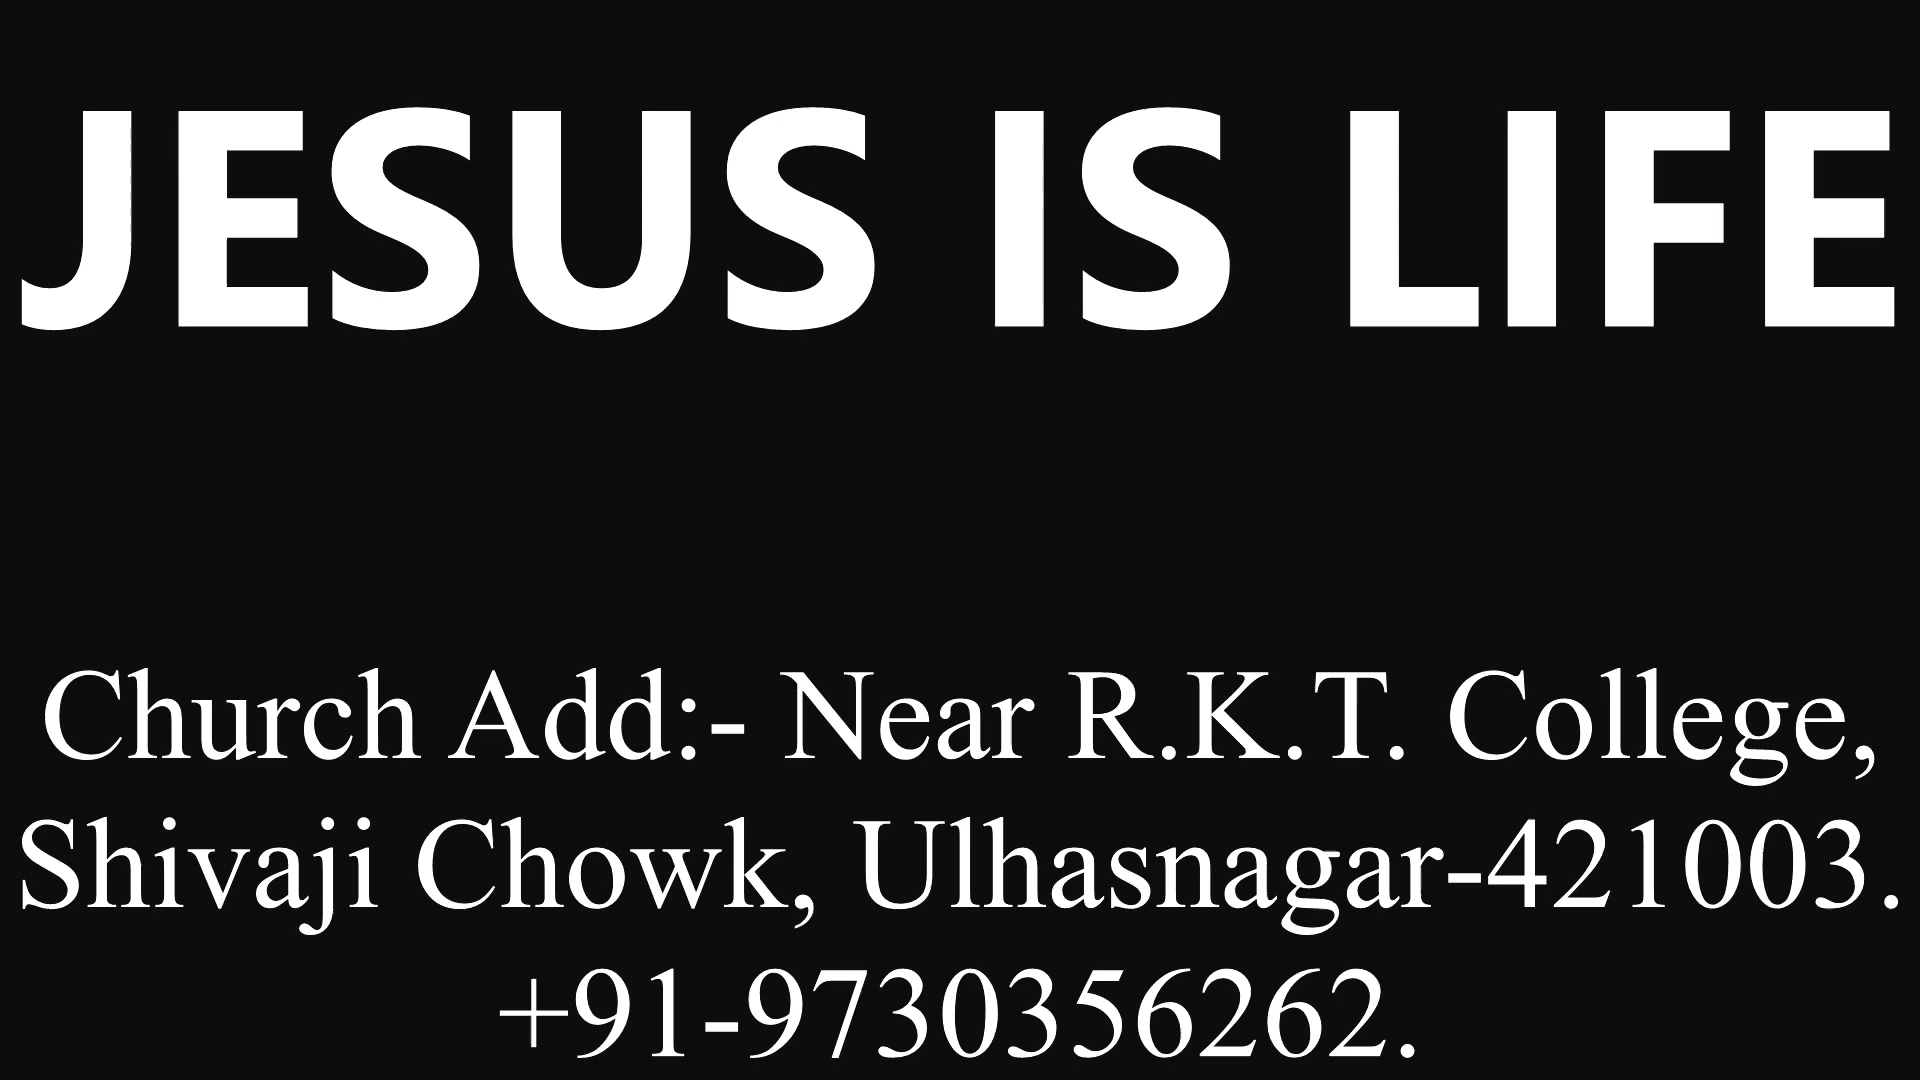 JESUS IS LIFE
Church Add:- Near R.K.T. College,
Shivaji Chowk, Ulhasnagar-421003.
+91-9730356262.